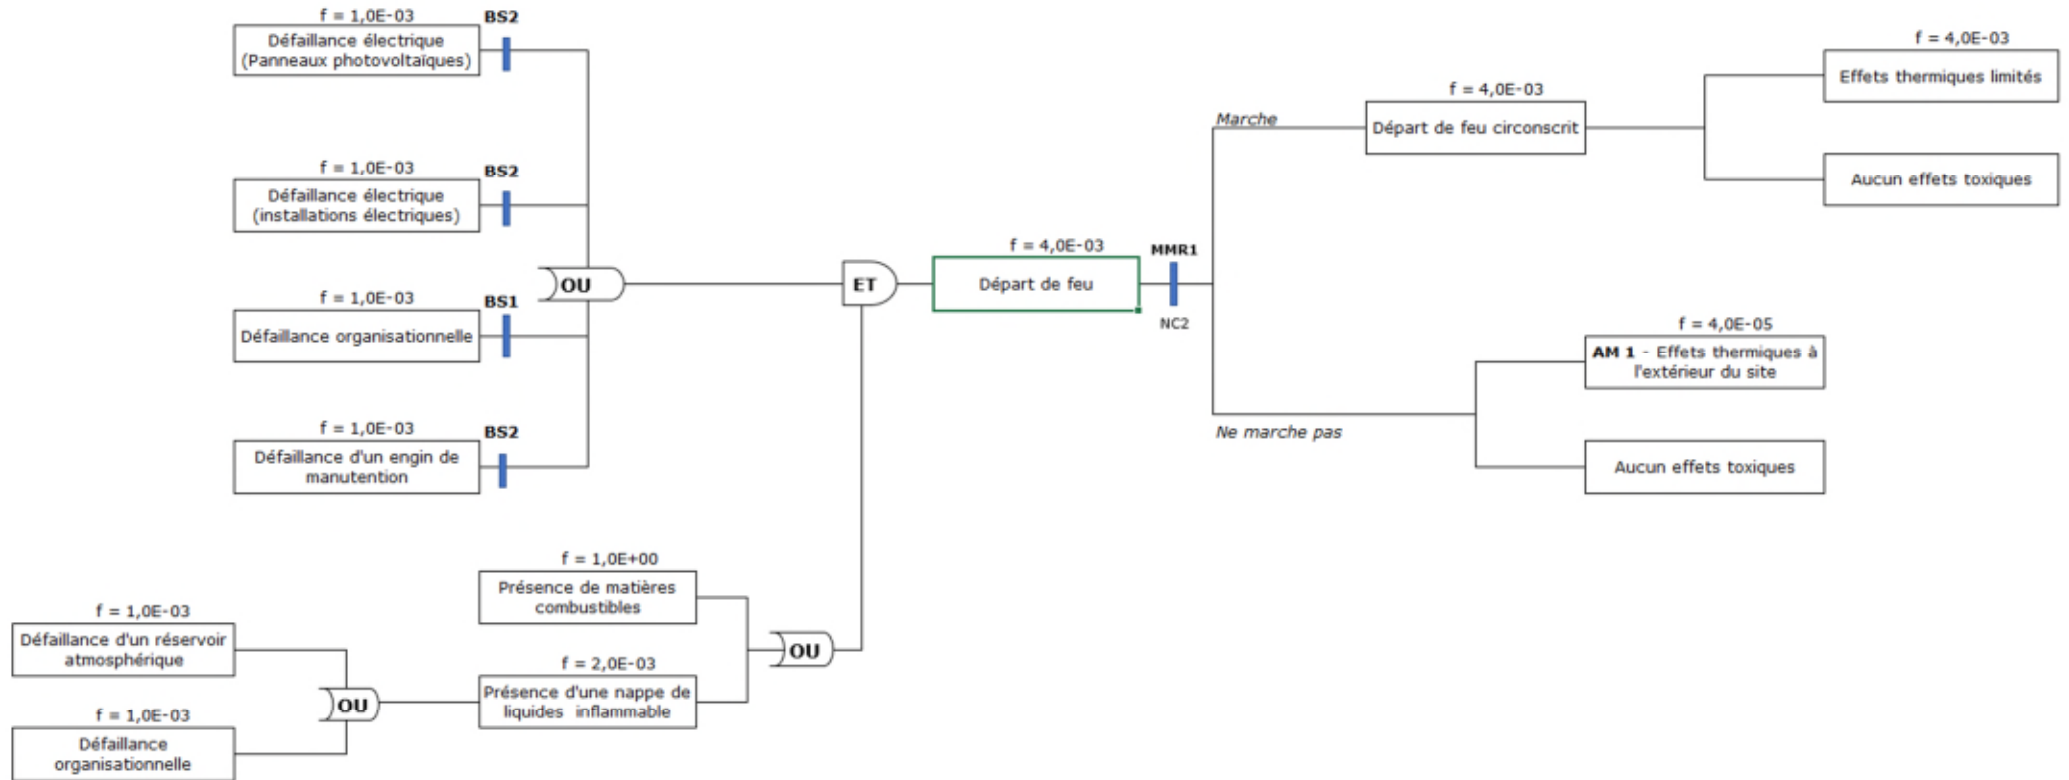 f = 1,0E-03
BS2
Défaillance électrique
(Panneaux photovoltaïques)
f = 1,0E-03
BS2
Défaillance électrique
(installations électriques)
f = 1,0E-03
BS1
Défaillance organisationnelle
f = 1,0E-03
BS2
Défaillance d'un engin de
manutention
OU
ET
f = 4,0E-03
Départ de feu
MMR1
NC2
Marche
f = 4,0E-03
Départ de feu circonscrit
f = 4,0E-03
Effets thermiques limités
Aucun effets toxiques
Ne marche pas
f = 4,0E-05
AM 1 - Effets thermiques à
l'extérieur du site
Aucun effets toxiques
f = 1,0E+00
Présence de matières
combustibles
f = 2,0E-03
Présence d'une nappe de
liquides inflammable
OU
f = 1,0E-03
Défaillance d'un réservoir
atmosphérique
OU
f = 1,0E-03
Défaillance
organisationnelle